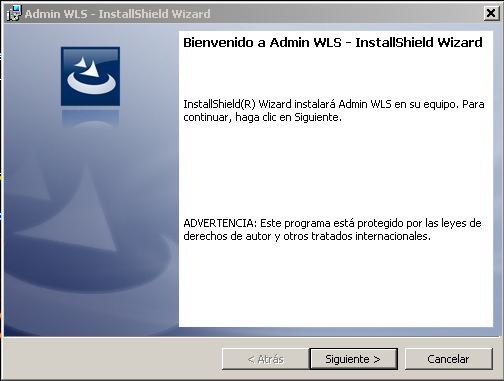 Admin WLS - InstallShield Wizard
Bienvenido a Admin WLS - InstallShield Wizard
InstallShield(R) Wizard instalará Admin WLS en su equipo. Para
continuar, haga clic en Siguiente.
ADVERTENCIA: Este programa está protegido por las leyes de
derechos de autor y otros tratados internacionales.
< Atrás
Siguiente >
Cancelar